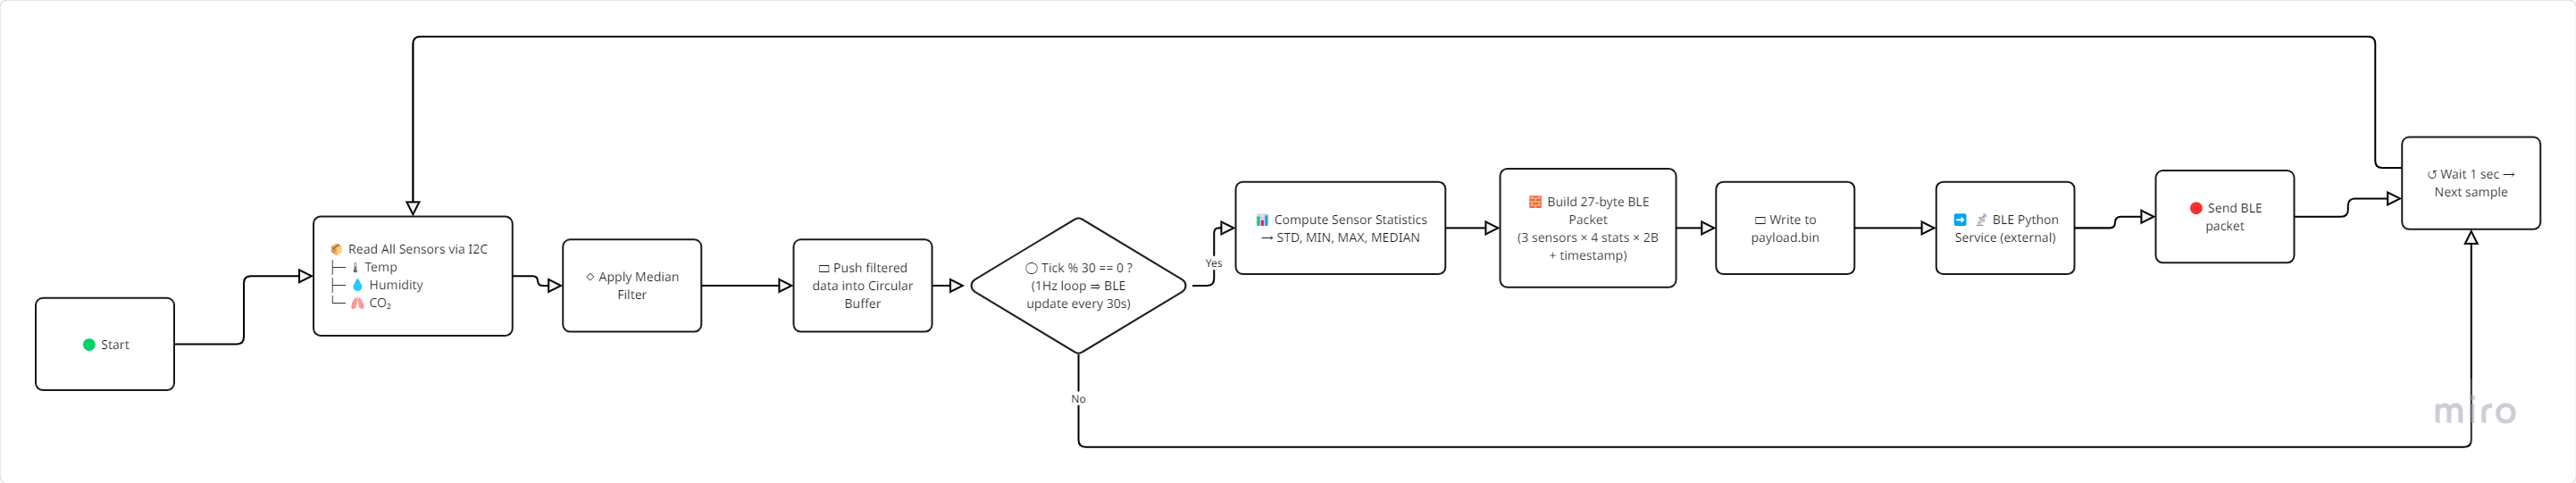 🟢 Start
📦 Read All Sensors via I2C
├─ 🌡 Temp
├─ 💧 Humidity
└─ 🫁 CO₂
◇ Apply Median
Filter
🗔 Push filtered
data into Circular
Buffer
◯ Tick % 30 == 0 ?
(1Hz loop ⇒ BLE
update every 30s)
Yes
No
📊 Compute Sensor Statistics
→ STD, MIN, MAX, MEDIAN
🧱 Build 27-byte BLE
Packet
(3 sensors × 4 stats × 2B
+ timestamp)
🗔 Write to
payload.bin
➡️ 📡 BLE Python
Service (external)
🔴 Send BLE
packet
↺ Wait 1 sec →
Next sample
miro